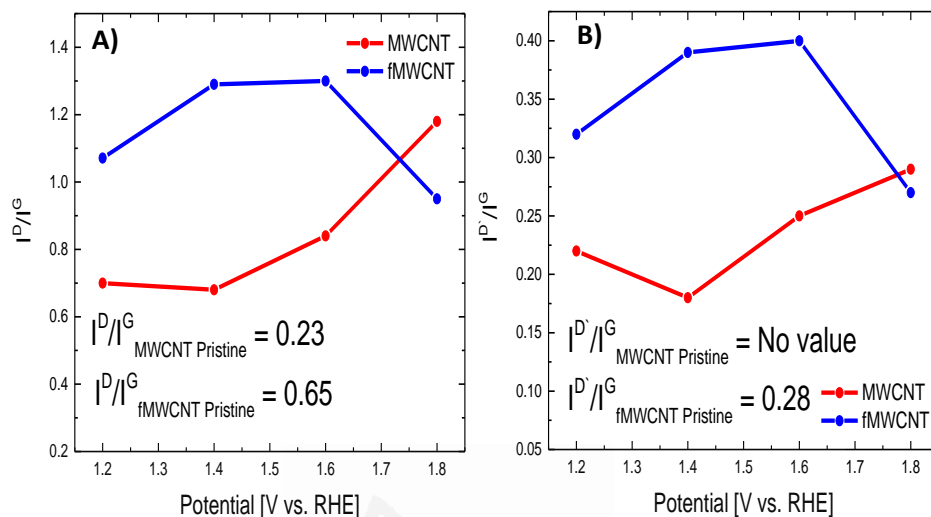 A)
MWCNT
fMWCNT
1.4
1.2
1.0
0.8
0.6
0.4
0.2
I^D/I^G
I^D/I^G MWCNT Pristine = 0.23
I^D/I^G fMWCNT Pristine = 0.65
1.2 1.3 1.4 1.5 1.6 1.7 1.8
Potential [V vs. RHE]
B)
0.40
0.35
0.30
0.25
0.20
0.15
0.10
0.05
I^D`/I^G
I^D`/I^G MWCNT Pristine = No value
I^D`/I^G fMWCNT Pristine = 0.28
MWCNT
fMWCNT
1.2 1.3 1.4 1.5 1.6 1.7 1.8
Potential [V vs. RHE]